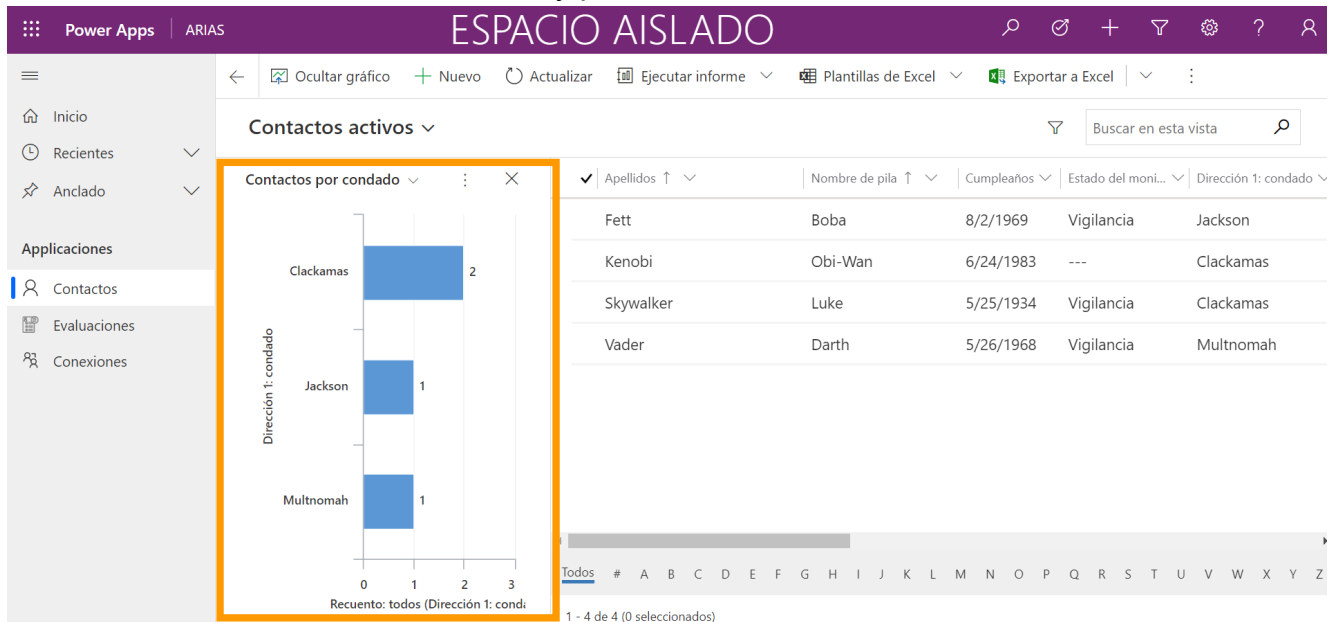 Power Apps ARIAS ESPACIO AISLADO
Ocultar gráfico Nuevo Actualizar Ejecutar informe Plantillas de Excel Exportar a Excel
Inicio
Recientes
Anclado
Aplicaciones
Contactos
Evaluaciones
Conexiones
Contactos activos
Buscar en esta vista
Contactos por condado
Clackamas 2
Jackson 1
Multnomah 1
Dirección 1: condado
0 1 2 3
Recuento: todos (Dirección 1: conda
Apellidos ↑ Nombre de pila ↑ Cumpleaños Estado del moni... Dirección 1: condado
Fett Boba 8/2/1969 Vigilancia Jackson
Kenobi Obi-Wan 6/24/1983 --- Clackamas
Skywalker Luke 5/25/1934 Vigilancia Clackamas
Vader Darth 5/26/1968 Vigilancia Multnomah
Todos # A B C D E F G H I J K L M N O P Q R S T U V W X Y Z
1 - 4 de 4 (0 seleccionados)